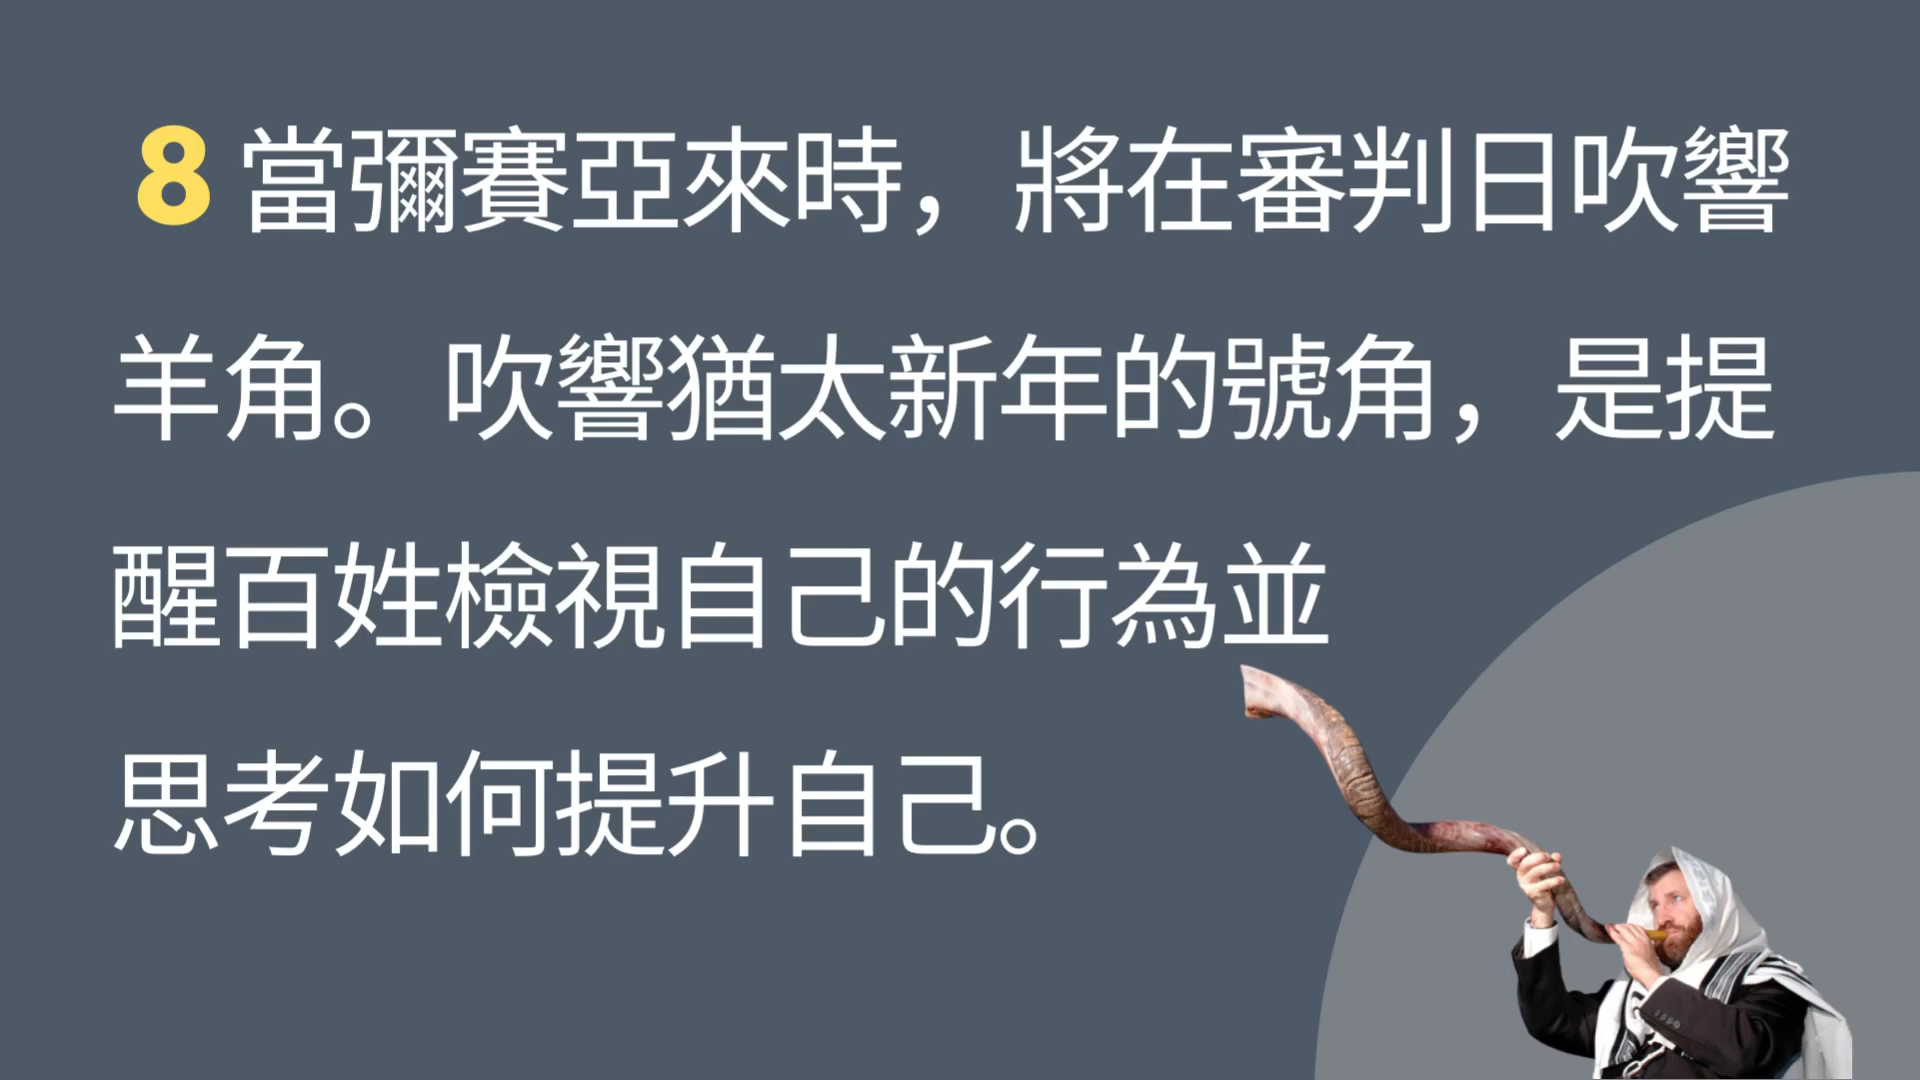 8 當彌賽亞來時，將在審判日吹響
羊角。吹響猶太新年的號角，是提
醒百姓檢視自己的行為並
思考如何提升自己。